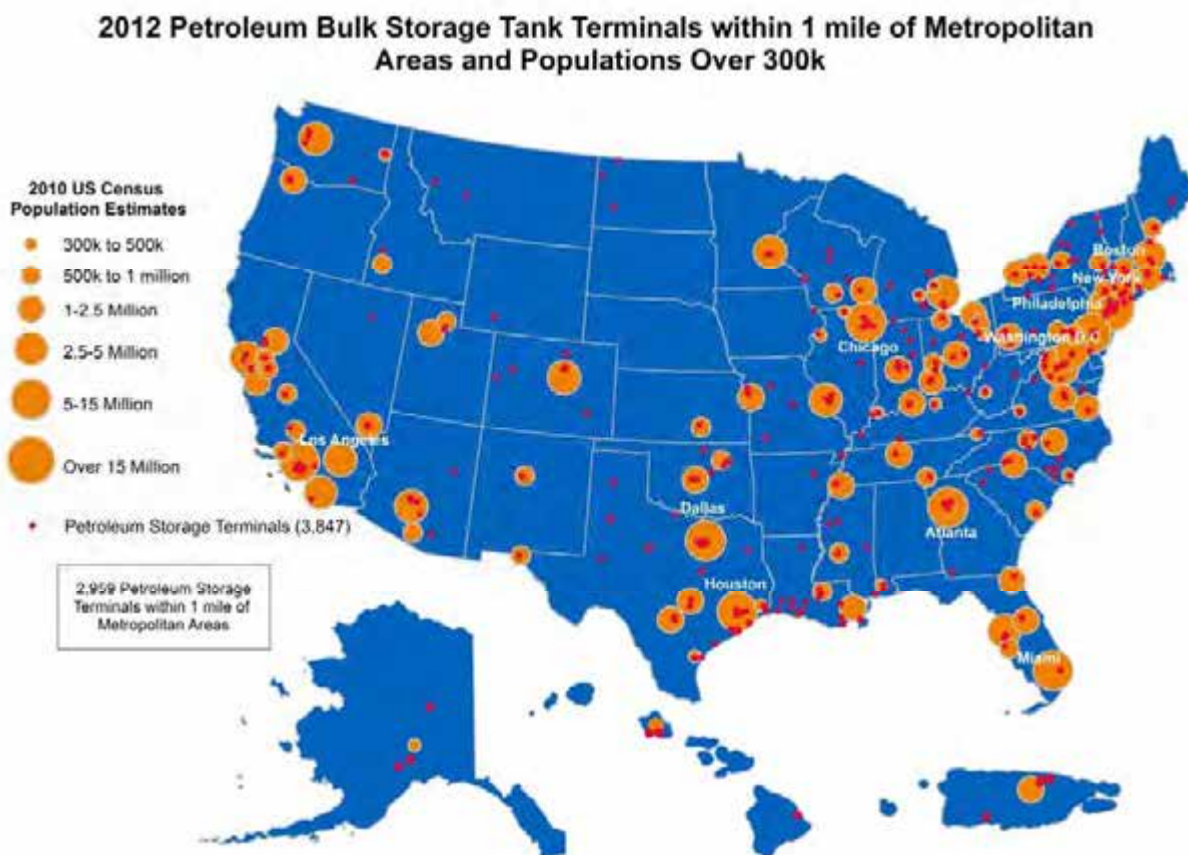 2012 Petroleum Bulk Storage Tank Terminals within 1 mile of Metropolitan
Areas and Populations Over 300k
2010 US Census
Population Estimates
300k to 500k
500k to 1 million
1-2.5 Million
2.5-5 Million
5-15 Million
Over 15 Million
Petroleum Storage Terminals (3,847)
2,959 Petroleum Storage
Terminals within 1 mile of
Metropolitan Areas
Boston
New York
Philadelphia
Washington D.C
Chicago
Los Angeles
Dallas
Atlanta
Houston
Miami